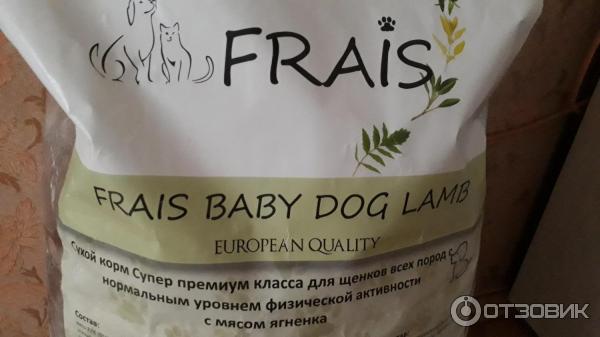 FRAIS
FRAIS BABY DOG LAMB
EUROPEAN QUALITY
Сухой корм Супер премиум класса для щенков всех пород с
нормальным уровнем физической активности
с мясом ягненка
Состав:
ОТЗОВИК